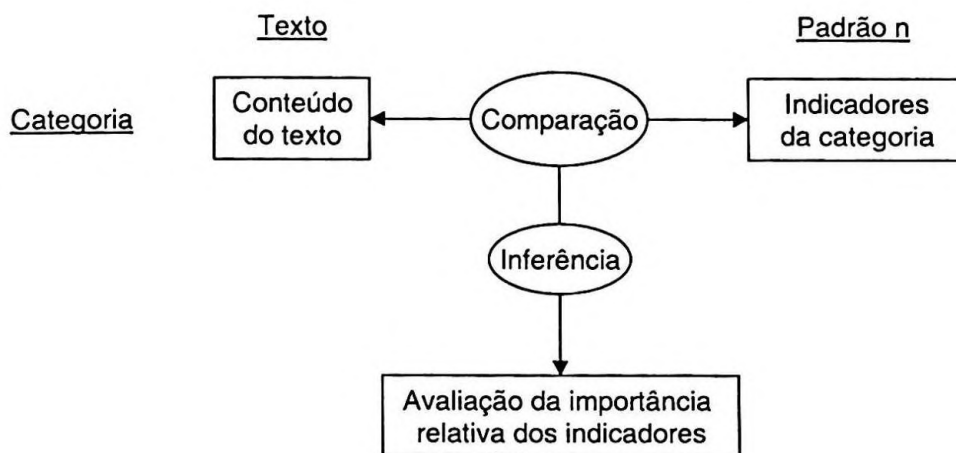 Texto
Padrão n
Categoria
Conteúdo
do texto
Comparação
Indicadores
da categoria
Inferência
Avaliação da importância
relativa dos indicadores